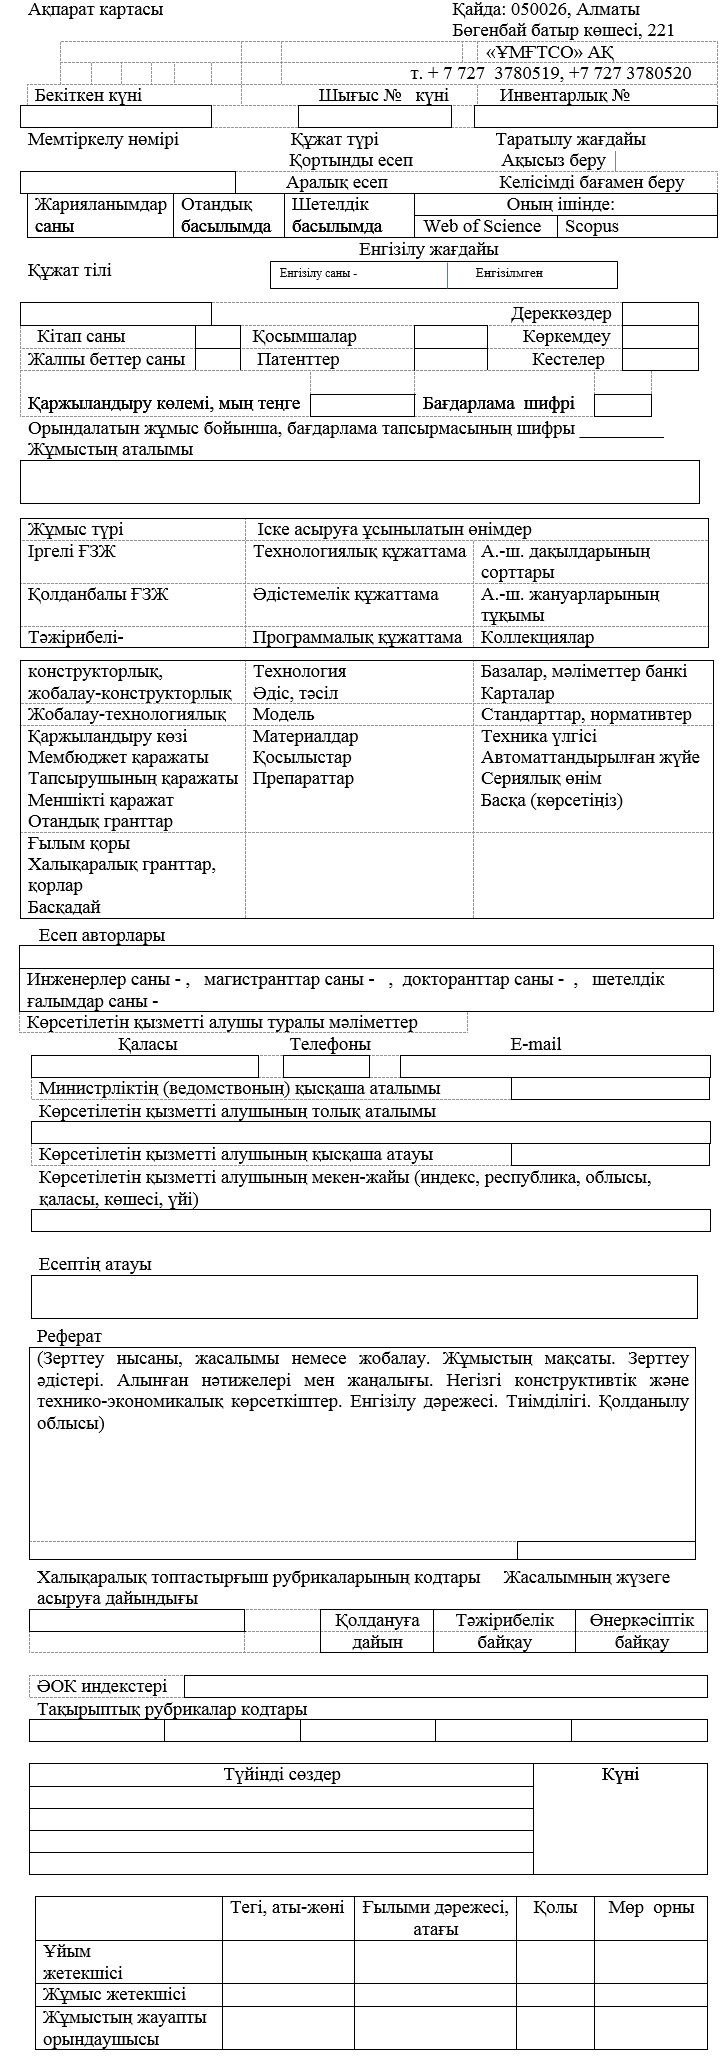 Ақпарат картасы Қайда: 050026, Алматы
Бөгенбай батыр көшесі, 221
«ҰМҒТСО» АҚ
т. + 7 727 3780519, +7 727 3780520
Бекіткен күні Шығыс № күні Инвентарлық №
Мемтіркелу нөмірі Құжат түрі Таратылу жағдайы
Қортынды есеп Ақысыз беру
Аралық есеп Келісімді бағамен беру
Жарияланымдар Отандық Шетелдік Оның ішінде:
саны басылымда басылымда Web of Science Scopus
Енгізілу жағдайы
Құжат тілі Енгізілу саны - Енгізілмген
Дереккөздер
Кітап саны Қосымшалар Көркемдеу
Жалпы беттер саны Патенттер Кестелер
Қаржыландыру көлемі, мың теңге Бағдарлама шифрі
Орындалатын жұмыс бойынша, бағдарлама тапсырмасының шифры _________
Жұмыстың аталымы
Жұмыс түрі Іске асыруға ұсынылатын өнімдер
Іргелі ҒЗЖ Технологиялық құжаттама А.-ш. дақылдарының
сорттары
Қолданбалы ҒЗЖ Әдістемелік құжаттама А.-ш. жануарларының
тұқымы
Тәжірибелі- Программалық құжаттама Коллекциялар
конструкторлық, Технология Базалар, мәліметтер банкі
жобалау-конструкторлық Әдіс, тәсіл Карталар
Жобалау-технологиялық Модель Стандарттар, нормативтер
Қаржыландыру көзі Материалдар Техника үлгісі
Мембюджет қаражаты Қосылыстар Автоматтандырылған жүйе
Тапсырушының қаражаты Препараттар Сериялық өнім
Меншікті қаражат Басқа (көрсетіңіз)
Отандық гранттар
Ғылым қоры
Халықаралық гранттар,
қорлар
Басқадай
Есеп авторлары
Инженерлер саны - , магистранттар саны - , докторанттар саны - , шетелдік
ғалымдар саны -
Көрсетілетін қызметті алушы туралы мәліметтер
Қаласы Телефоны E-mail
Министрліктің (ведомствоның) қысқаша аталымы
Көрсетілетін қызметті алушының толық аталымы
Көрсетілетін қызметті алушының қысқаша атауы
Көрсетілетін қызметті алушының мекен-жайы (индекс, республика, облысы,
қаласы, көшесі, үйі)
Есептің атауы
Реферат
(Зерттеу нысаны, жасалымы немесе жобалау. Жұмыстың мақсаты. Зерттеу
әдістері. Алынған нәтижелері мен жаңалығы. Негізгі конструктивтік және
технико-экономикалық көрсеткіштер. Енгізілу дәрежесі. Тиімділігі. Қолданылу
облысы)
Халықаралық топтастырғыш рубрикаларының кодтары Жасалымның жүзеге
асыруға дайындығы
Қолдануға Тәжірибелік Өнеркәсіптік
дайын байқау байқау
ӘОК индекстері
Тақырыптық рубрикалар кодтары
Түйінді сөздер Күні
Тегі, аты-жөні Ғылыми дәрежесі, Қолы Мөр орны
атағы
Ұйым
жетекшісі
Жұмыс жетекшісі
Жұмыстың жауапты
орындаушысы